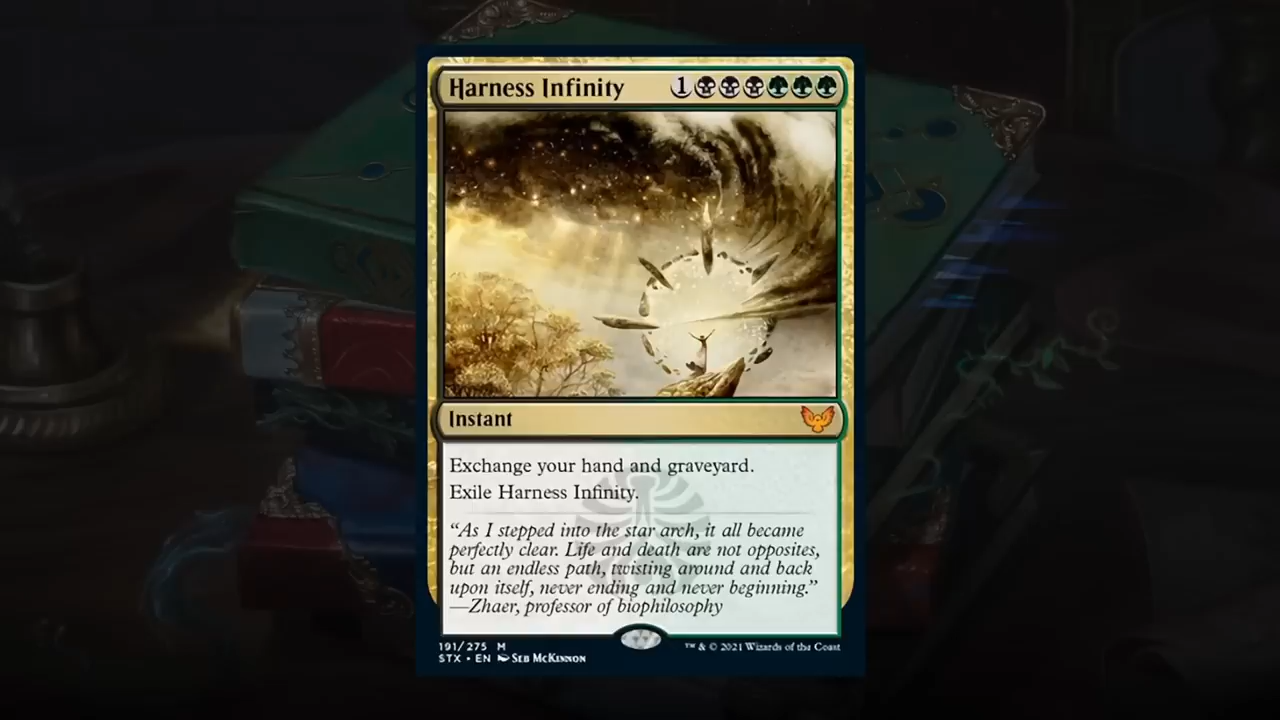 Harness Infinity 1
Instant
Exchange your hand and graveyard.
Exile Harness Infinity.
“As I stepped into the star arch, it all became
perfectly clear. Life and death are not opposites,
but an endless path, twisting around and back
upon itself, never ending and never beginning.”
—Zhaer, professor of biophilosophy
191/275 M
STX • EN Seb McKinnon
™ & © 2021 Wizards of the Coast